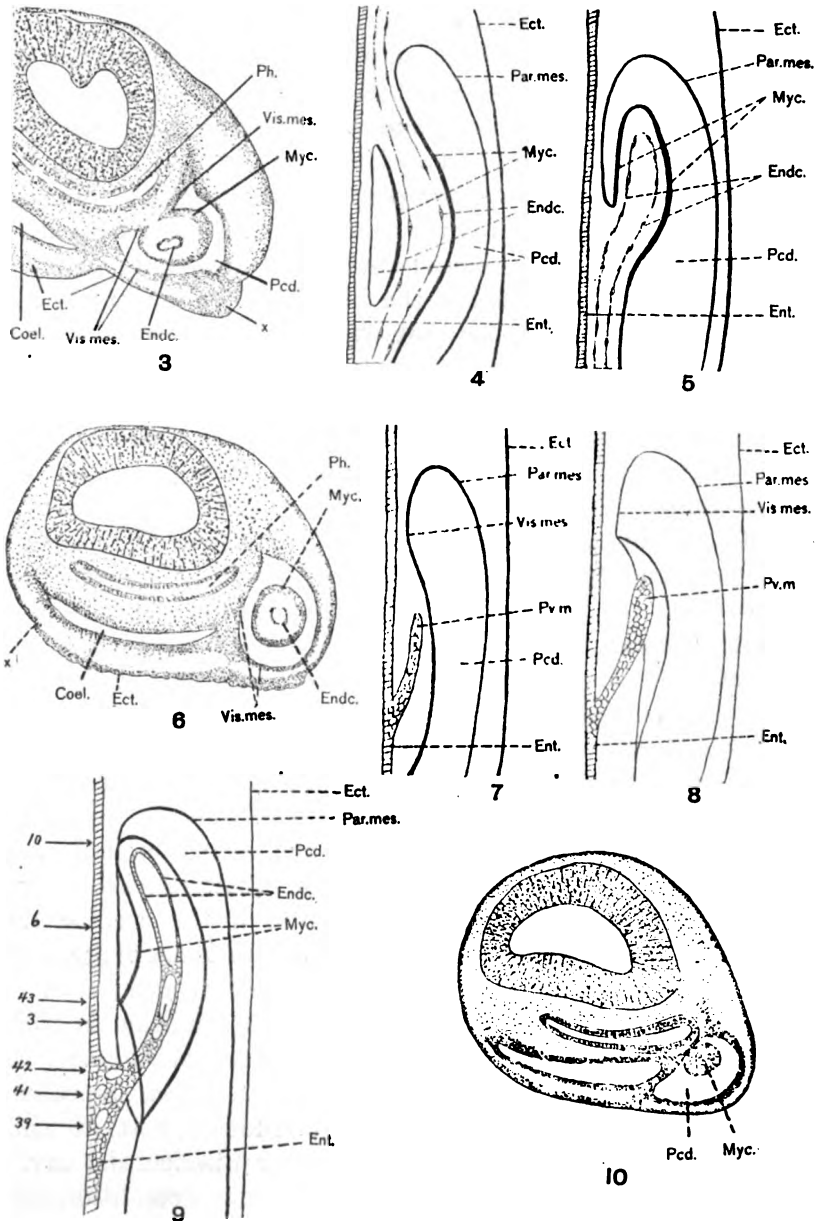 Ph.
Vis.mes.
Myc.
Pcd.
x
Ect.
Coel.
Vis.mes.
Endc.
3
Ect.
Par.mes.
Myc.
Endc.
Pcd.
Ent.
4
Ect.
Par.mes.
Myc.
Endc.
Pcd.
Ent.
5
Ph.
Myc.
x
Coel.
Ect.
Vis.mes.
Endc.
6
Ect
Par.mes
Vis mes
Pv.m
Pcd.
Ent.
7
Ect.
Par.mes
Vis mes.
Pv.m
Ent.
8
Ect.
Par.mes.
Pcd.
Endc.
Myc.
Ent.
10
6
43
3
42
41
39
9
Pcd.
Myc.
10